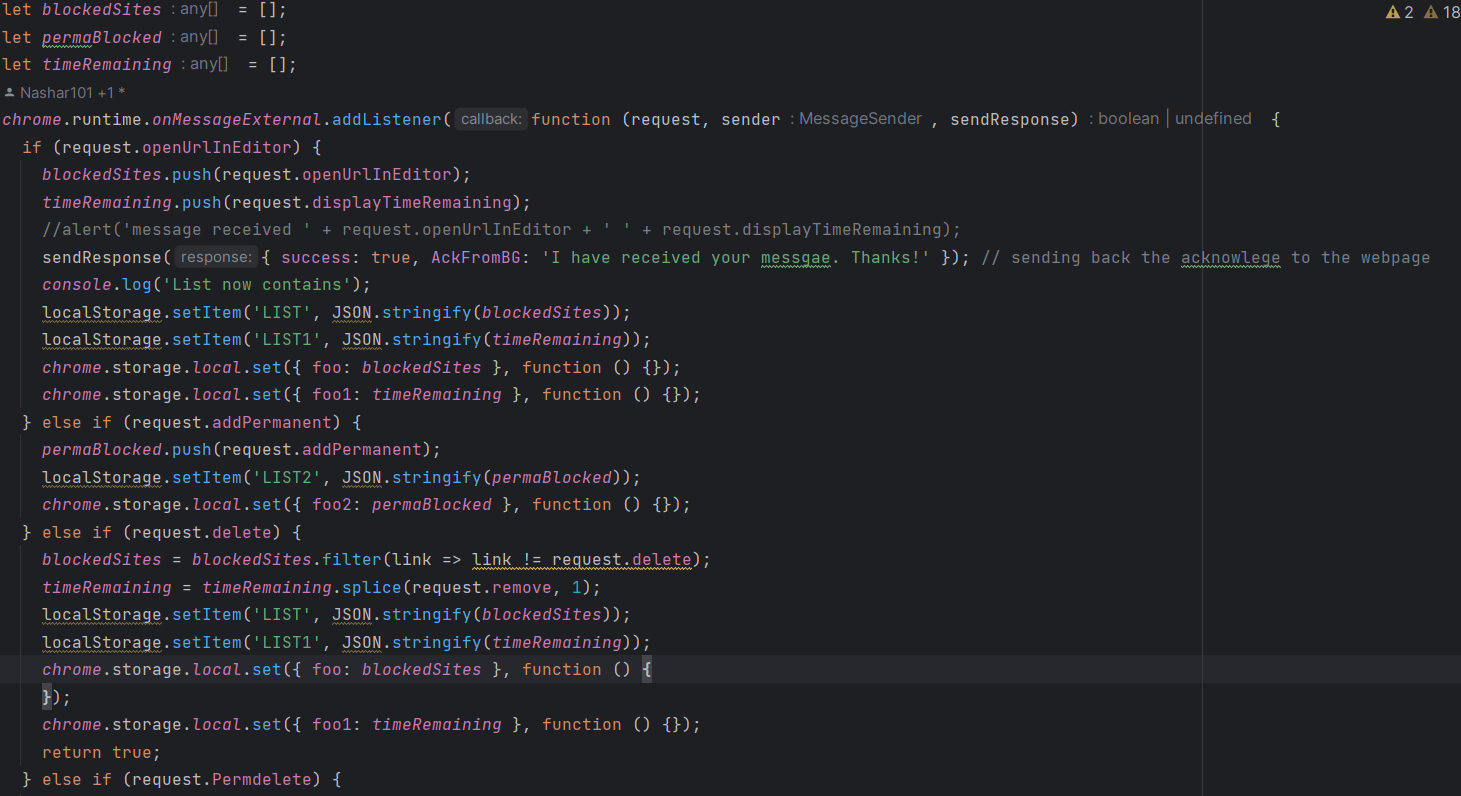 let blockedSites : any[] = [];
let permaBlocked : any[] = [];
let timeRemaining : any[] = [];
Nashar101 +1 *
chrome.runtime.onMessageExternal.addListener( callback: function (request, sender : MessageSender , sendResponse) : boolean | undefined {
if (request.openUrlInEditor) {
blockedSites.push(request.openUrlInEditor);
timeRemaining.push(request.displayTimeRemaining);
//alert('message received ' + request.openUrlInEditor + ' ' + request.displayTimeRemaining);
sendResponse( response: { success: true, AckFromBG: 'I have received your messgae. Thanks!' }); // sending back the acknowlege to the webpage
console.log('List now contains');
localStorage.setItem('LIST', JSON.stringify(blockedSites));
localStorage.setItem('LIST1', JSON.stringify(timeRemaining));
chrome.storage.local.set({ foo: blockedSites }, function () {});
chrome.storage.local.set({ foo1: timeRemaining }, function () {});
} else if (request.addPermanent) {
permaBlocked.push(request.addPermanent);
localStorage.setItem('LIST2', JSON.stringify(permaBlocked));
chrome.storage.local.set({ foo2: permaBlocked }, function () {});
} else if (request.delete) {
blockedSites = blockedSites.filter(link => link != request.delete);
timeRemaining = timeRemaining.splice(request.remove, 1);
localStorage.setItem('LIST', JSON.stringify(blockedSites));
localStorage.setItem('LIST1', JSON.stringify(timeRemaining));
chrome.storage.local.set({ foo: blockedSites }, function () {
});
chrome.storage.local.set({ foo1: timeRemaining }, function () {});
return true;
} else if (request.Permdelete) {
2 18